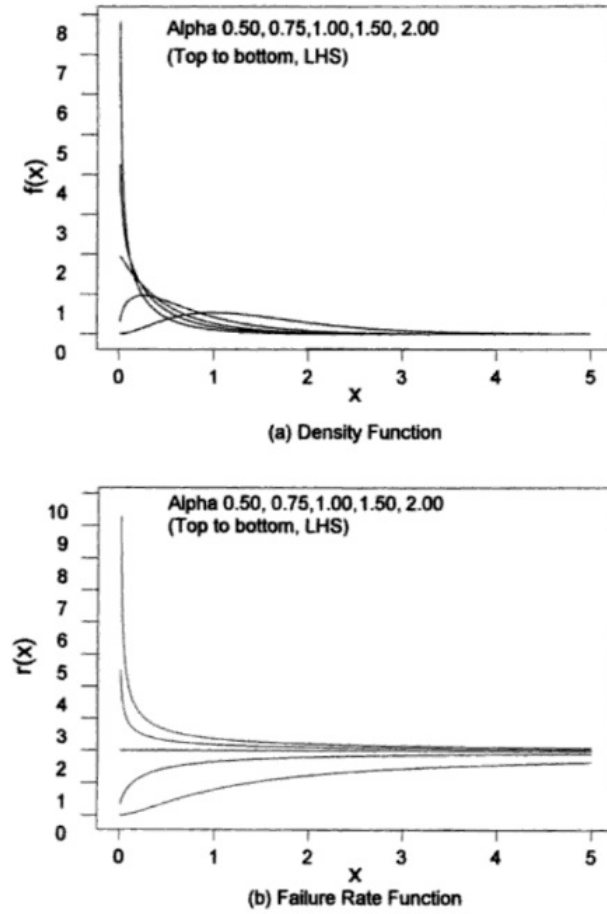 Alpha 0.50, 0.75,1.00,1.50, 2.00
(Top to bottom, LHS)
8
7
6
5
4
3
2
1
0
f(x)
0 1 2 3 4 5
X
(a) Density Function
Alpha 0.50, 0.75,1.00,1.50, 2.00
(Top to bottom, LHS)
10
9
8
7
6
5
4
3
2
1
0
r(x)
0 1 2 3 4 5
X
(b) Failure Rate Function